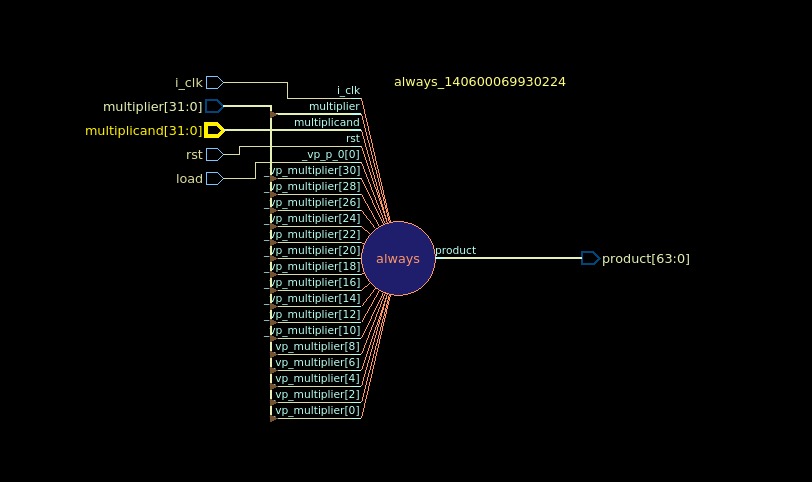 i_clk
multiplier[31:0]
multiplicand[31:0]
rst
load
always_140600069930224
i_clk
multiplier
multiplicand
rst
_vp_p_0[0]
_vp_multiplier[30]
_vp_multiplier[28]
_vp_multiplier[26]
_vp_multiplier[24]
_vp_multiplier[22]
_vp_multiplier[20]
_vp_multiplier[18]
_vp_multiplier[16]
_vp_multiplier[14]
_vp_multiplier[12]
_vp_multiplier[10]
_vp_multiplier[8]
_vp_multiplier[6]
_vp_multiplier[4]
_vp_multiplier[2]
_vp_multiplier[0]
always
product
product[63:0]